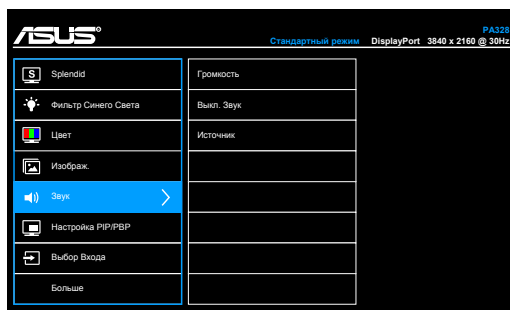 ASUS
PA328
Стандартный режим DisplayPort 3840 x 2160 @ 30Hz
S Splendid
Фильтр Синего Света
Цвет
Изображ.
Звук
Настройка PIP/PBP
Выбор Входа
Больше
Громкость
Выкл. Звук
Источник